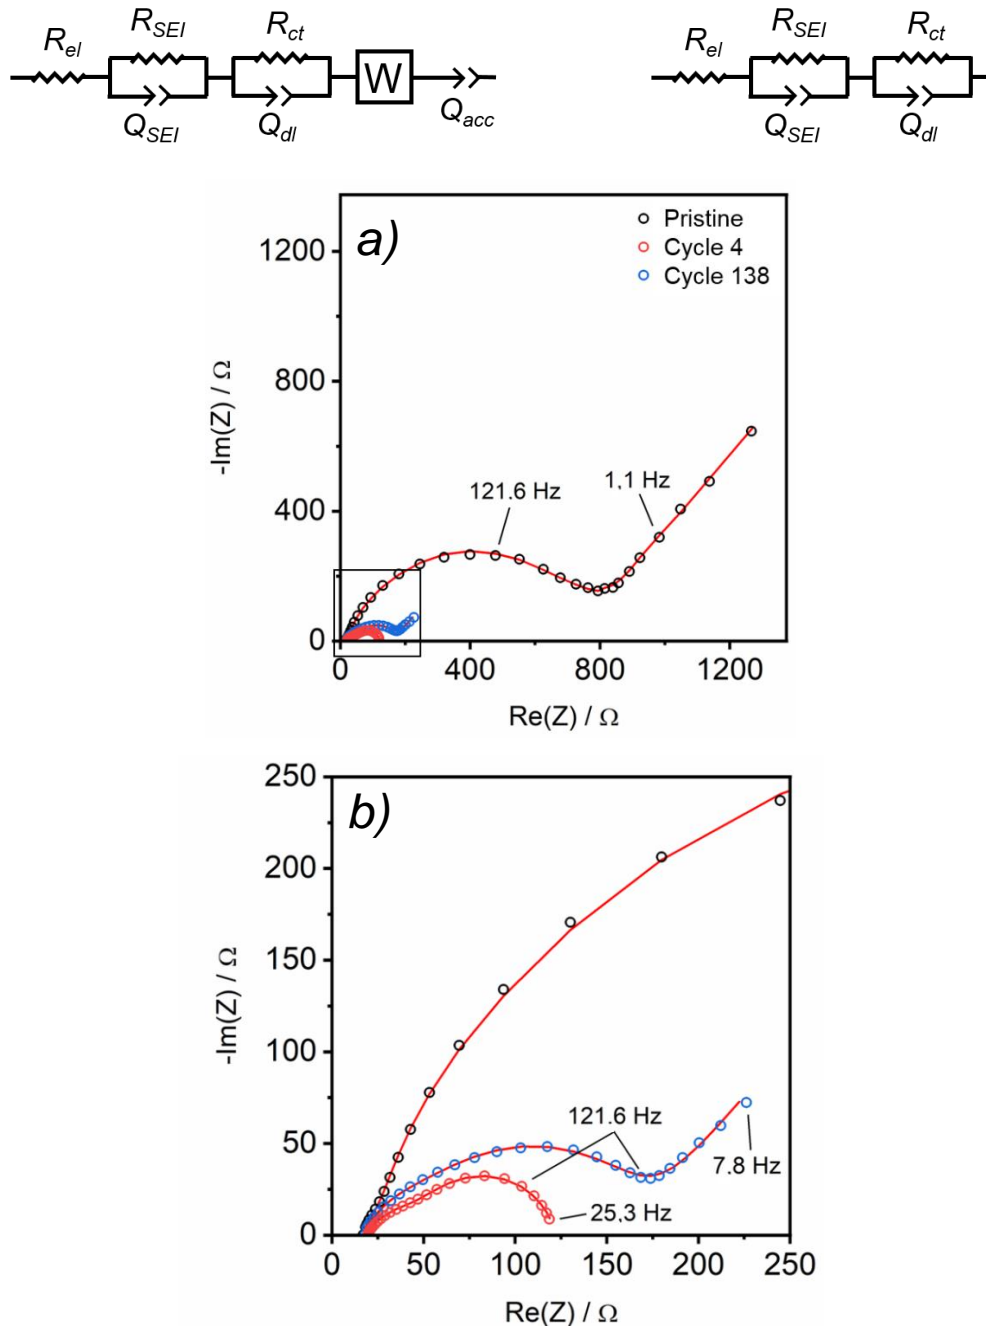 R_el R_SEI R_ct W Q_acc
Q_SEI Q_dl
R_el R_SEI R_ct
Q_SEI Q_dl
a)
Pristine
Cycle 4
Cycle 138
1200
800
400
0
-Im(Z) / Ω
121.6 Hz
1,1 Hz
0 400 800 1200
Re(Z) / Ω
b)
250
200
150
100
50
0
-Im(Z) / Ω
121.6 Hz
7.8 Hz
25,3 Hz
0 50 100 150 200 250
Re(Z) / Ω